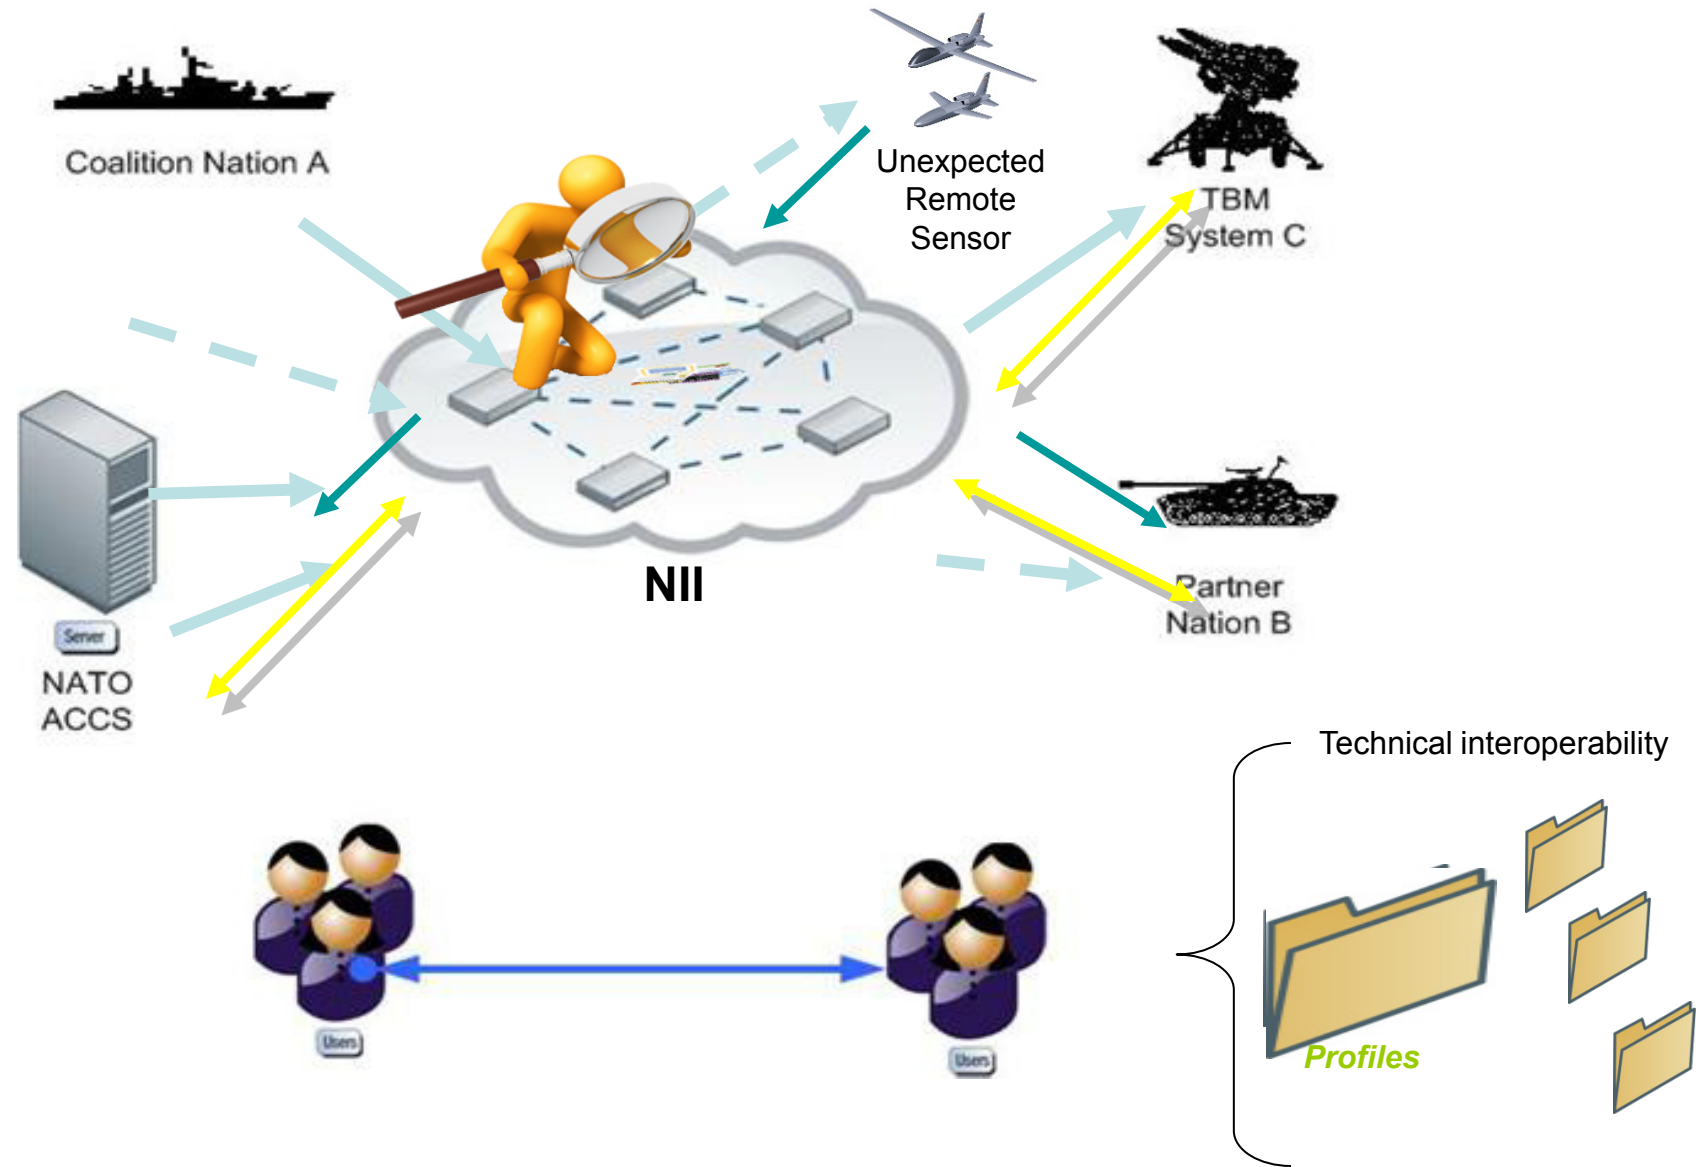 Coalition Nation A
Unexpected
Remote
Sensor
TBM
System C
NII
Partner
Nation B
Server
NATO
ACCS
Technical interoperability
Users
Users
Profiles